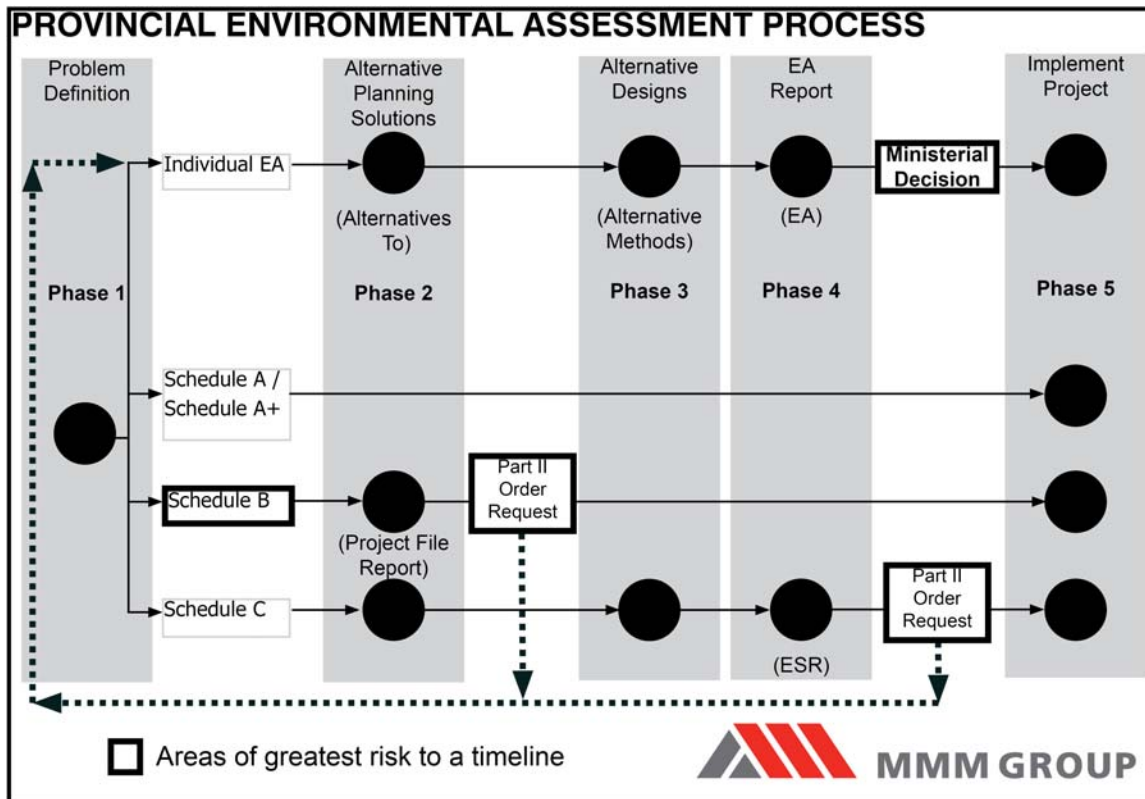 PROVINCIAL ENVIRONMENTAL ASSESSMENT PROCESS
Problem
Definition
Alternative
Planning
Solutions
Alternative
Designs
EA
Report
Implement
Project
Individual EA
Ministerial
Decision
(Alternatives
To)
(Alternative
Methods)
(EA)
Phase 1
Phase 2
Phase 3
Phase 4
Phase 5
Schedule A /
Schedule A+
Schedule B
Part II
Order
Request
(Project File
Report)
Schedule C
Part II
Order
Request
(ESR)
Areas of greatest risk to a timeline
MMM GROUP